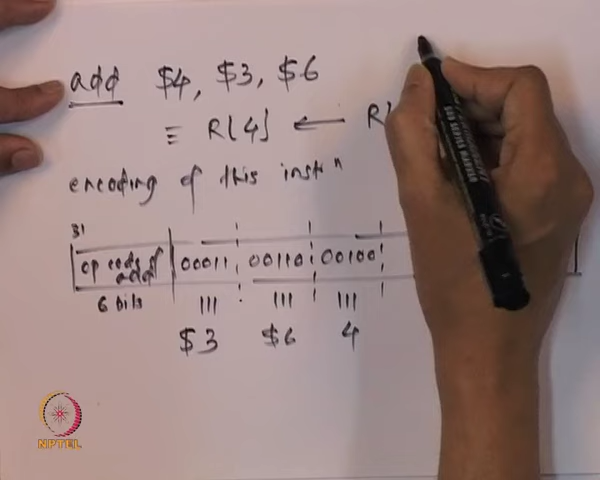 add $4, $3, $6
≡ R[4] ← R[
encoding of this instⁿ
31
op code of add 00011 00110 00100
6 bits ||| ||| |||
$3 $6 4
NPTEL